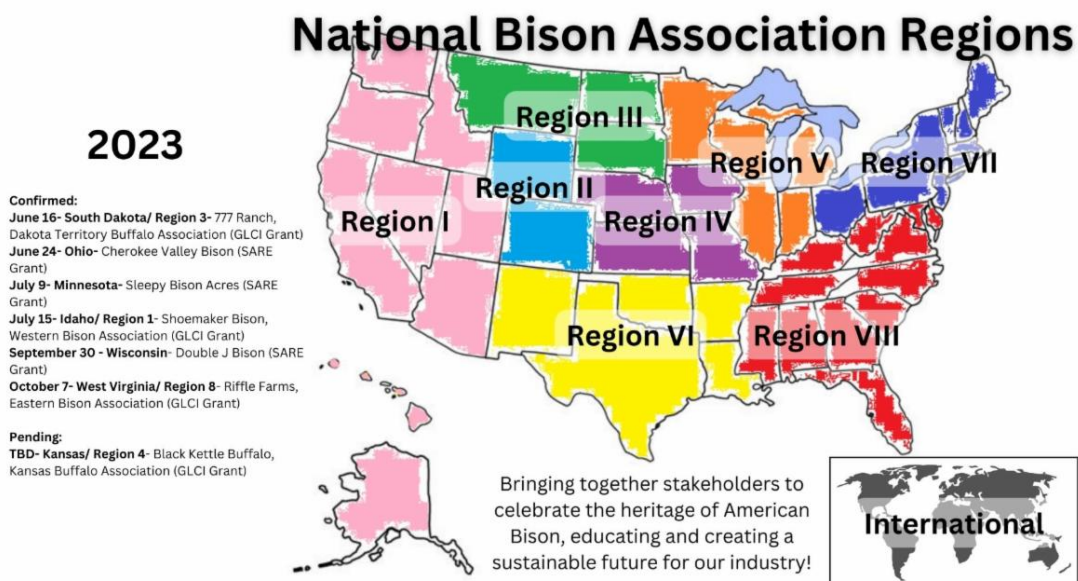 National Bison Association Regions
2023
Confirmed:
June 16- South Dakota/ Region 3- 777 Ranch,
Dakota Territory Buffalo Association (GLCI Grant)
June 24- Ohio- Cherokee Valley Bison (SARE
Grant)
July 9- Minnesota- Sleepy Bison Acres (SARE
Grant)
July 15- Idaho/ Region 1- Shoemaker Bison,
Western Bison Association (GLCI Grant)
September 30 - Wisconsin- Double J Bison (SARE
Grant)
October 7- West Virginia/ Region 8- Riffle Farms,
Eastern Bison Association (GLCI Grant)
Pending:
TBD- Kansas/ Region 4- Black Kettle Buffalo,
Kansas Buffalo Association (GLCI Grant)
Region III
Region V
Region VII
Region II
Region I
Region IV
Region VI
Region VIII
Bringing together stakeholders to
celebrate the heritage of American
Bison, educating and creating a
sustainable future for our industry!
International